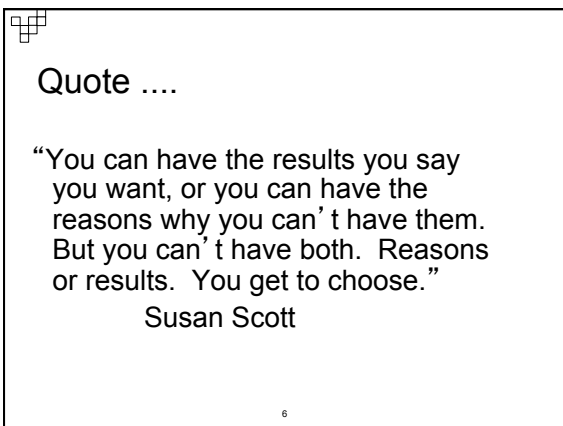 Quote ....
“You can have the results you say
you want, or you can have the
reasons why you can’t have them.
But you can’t have both.  Reasons
or results.  You get to choose.”
Susan Scott
6